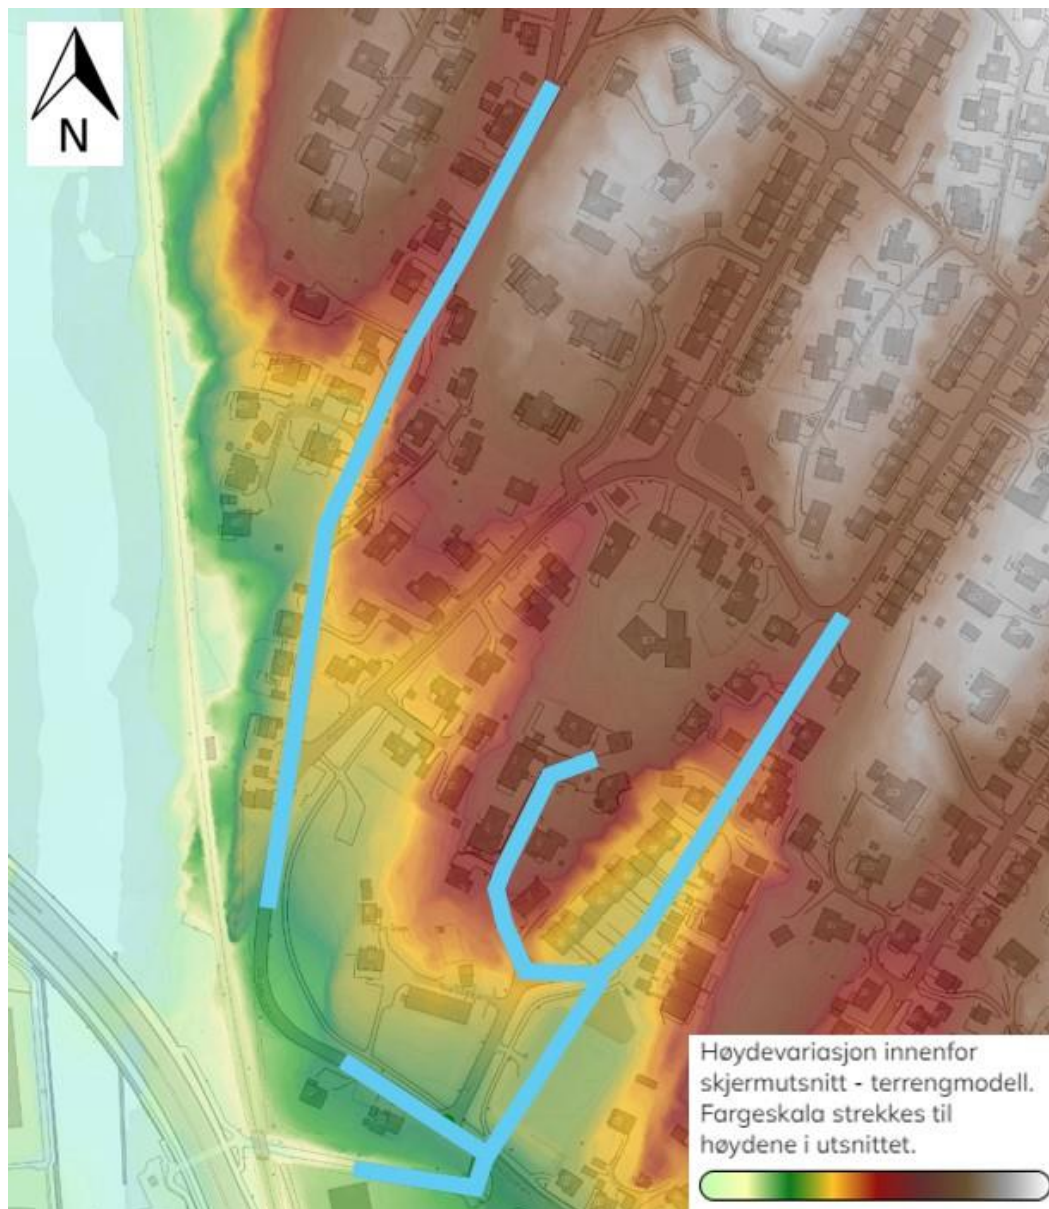 N
Høydevariasjon innenfor
skjermutsnitt - terrengmodell.
Fargeskala strekkes til
høydene i utsnittet.